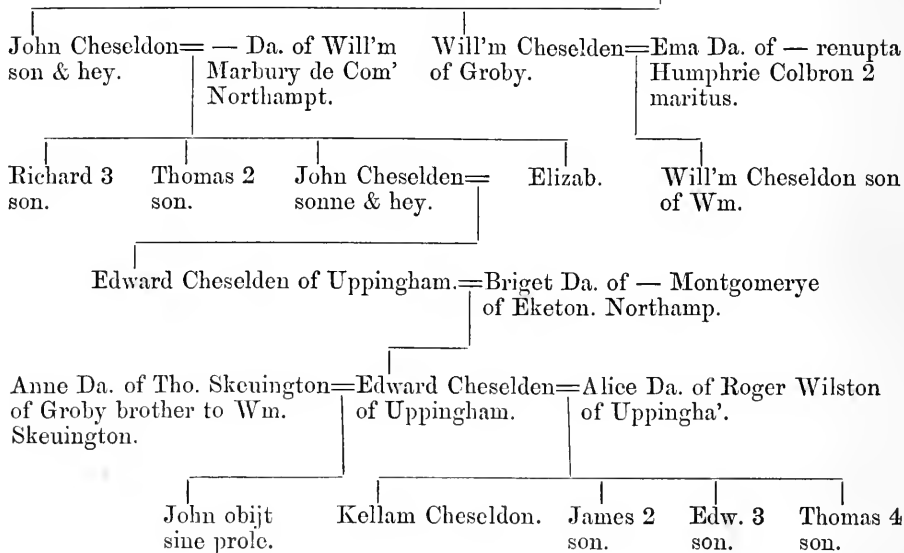 John Cheseldon= — Da. of Will'm
son & hey. Marbury de Com'
Northampt.
Will'm Cheselden=Ema Da. of — renupta
of Groby. Humphrie Colbron 2
maritus.
Richard 3
son.
Thomas 2
son.
John Cheselden=
sonne & hey.
Elizab.
Will'm Cheseldon son
of Wm.
Edward Cheselden of Uppingham.=Briget Da. of — Montgomerye
of Eketon. Northamp.
Anne Da. of Tho. Skeuington=Edward Cheselden=Alice Da. of Roger Wilston
of Groby brother to Wm. of Uppingham. of Uppingha'.
Skeuington.
John obijt
sine prole.
Kellam Cheseldon.
James 2
son.
Edw. 3
son.
Thomas 4
son.